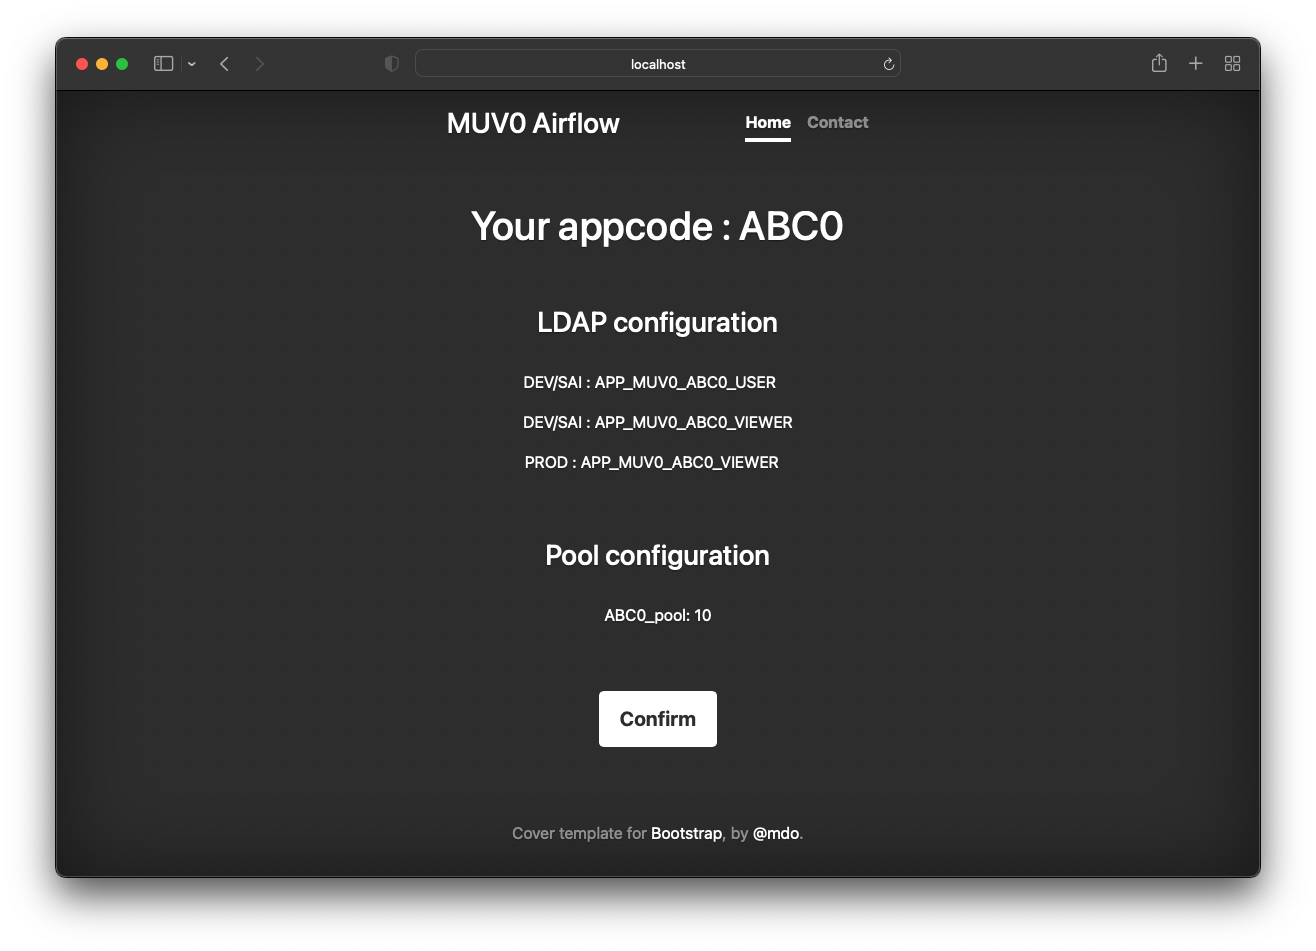 localhost
MUV0 Airflow
Home Contact
Your appcode : ABC0
LDAP configuration
DEV/SAI : APP_MUV0_ABC0_USER
DEV/SAI : APP_MUV0_ABC0_VIEWER
PROD : APP_MUV0_ABC0_VIEWER
Pool configuration
ABC0_pool: 10
Confirm
Cover template for Bootstrap, by @mdo.